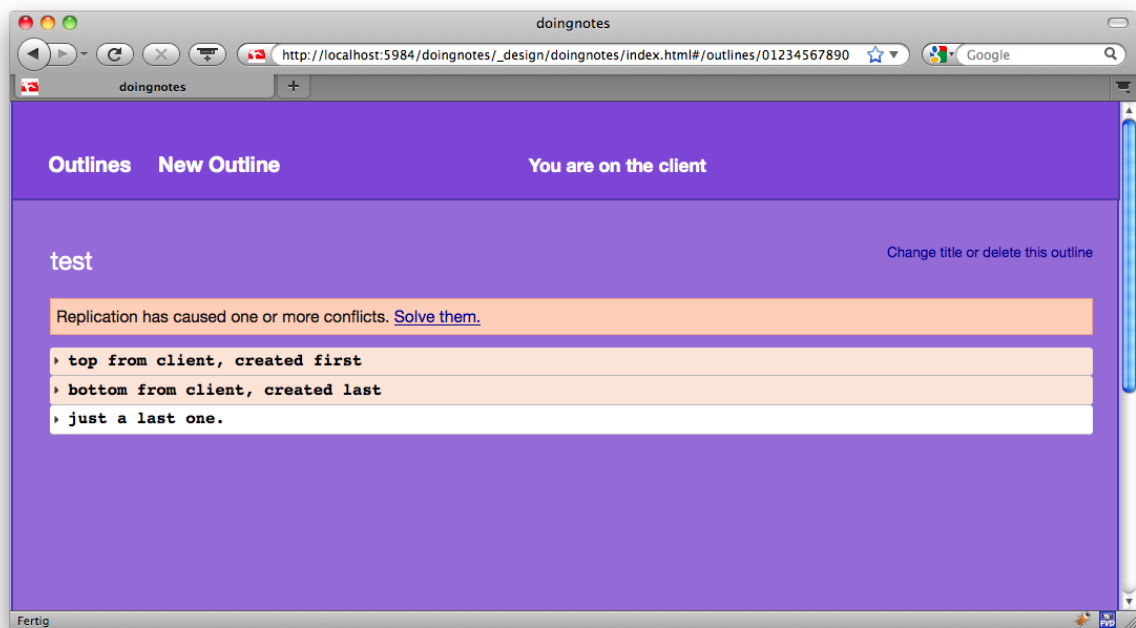 doingnotes
http://localhost:5984/doingnotes/_design/doingnotes/index.html#/outlines/01234567890
Google
doingnotes
Outlines New Outline You are on the client
test
Change title or delete this outline
Replication has caused one or more conflicts. Solve them.
top from client, created first
bottom from client, created last
just a last one.
Fertig
FVD